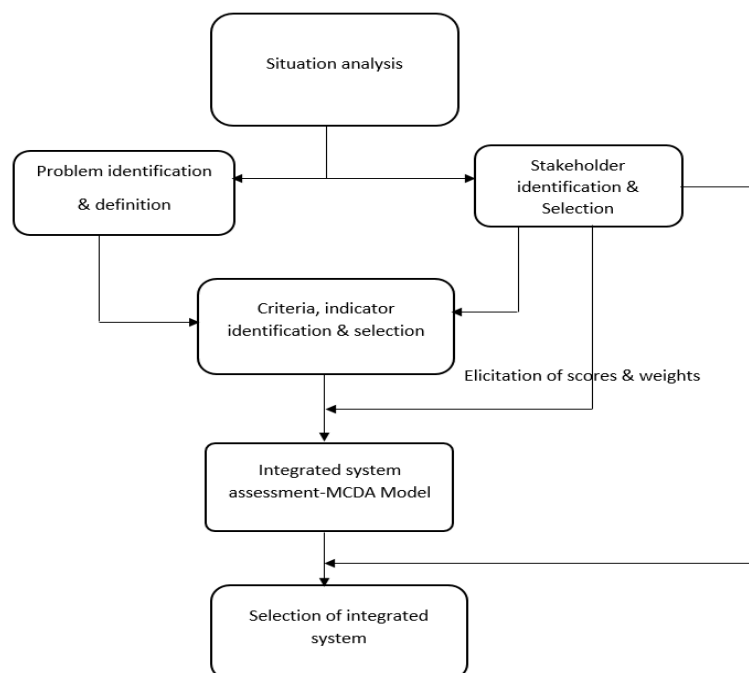 Situation analysis
Problem identification
& definition
Stakeholder
identification &
Selection
Criteria, indicator
identification & selection
Elicitation of scores & weights
Integrated system
assessment-MCDA Model
Selection of integrated
system